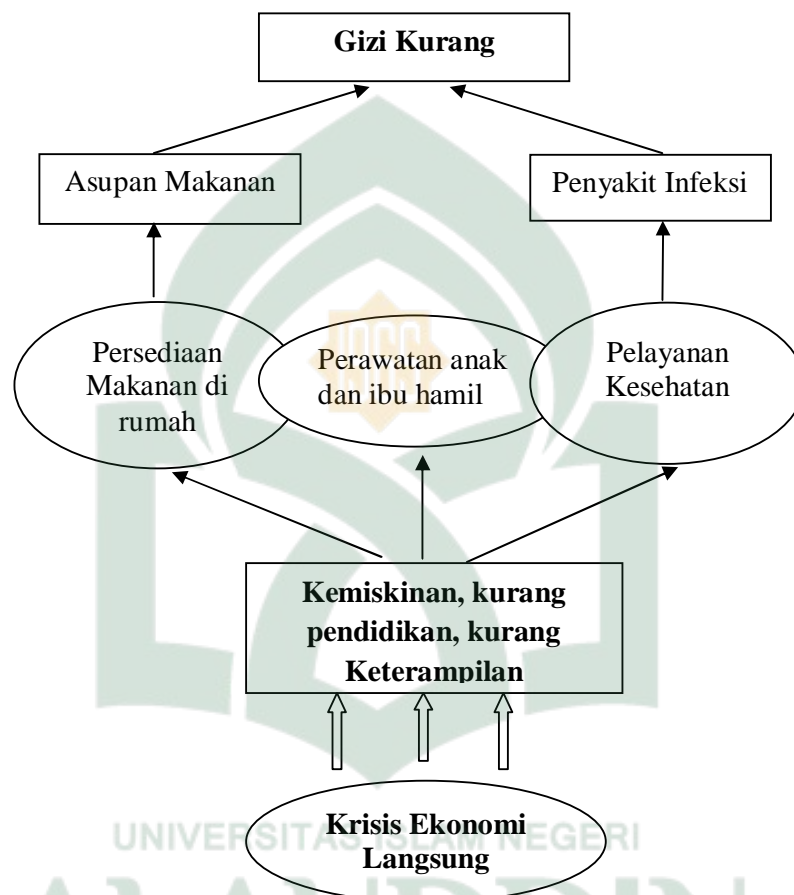 Gizi Kurang
Asupan Makanan
Penyakit Infeksi
Persediaan
Makanan di
rumah
Perawatan anak
dan ibu hamil
Pelayanan
Kesehatan
Kemiskinan, kurang
pendidikan, kurang
Keterampilan
Krisis Ekonomi
Langsung
UNIVERSITAS ISLAM NEGERI